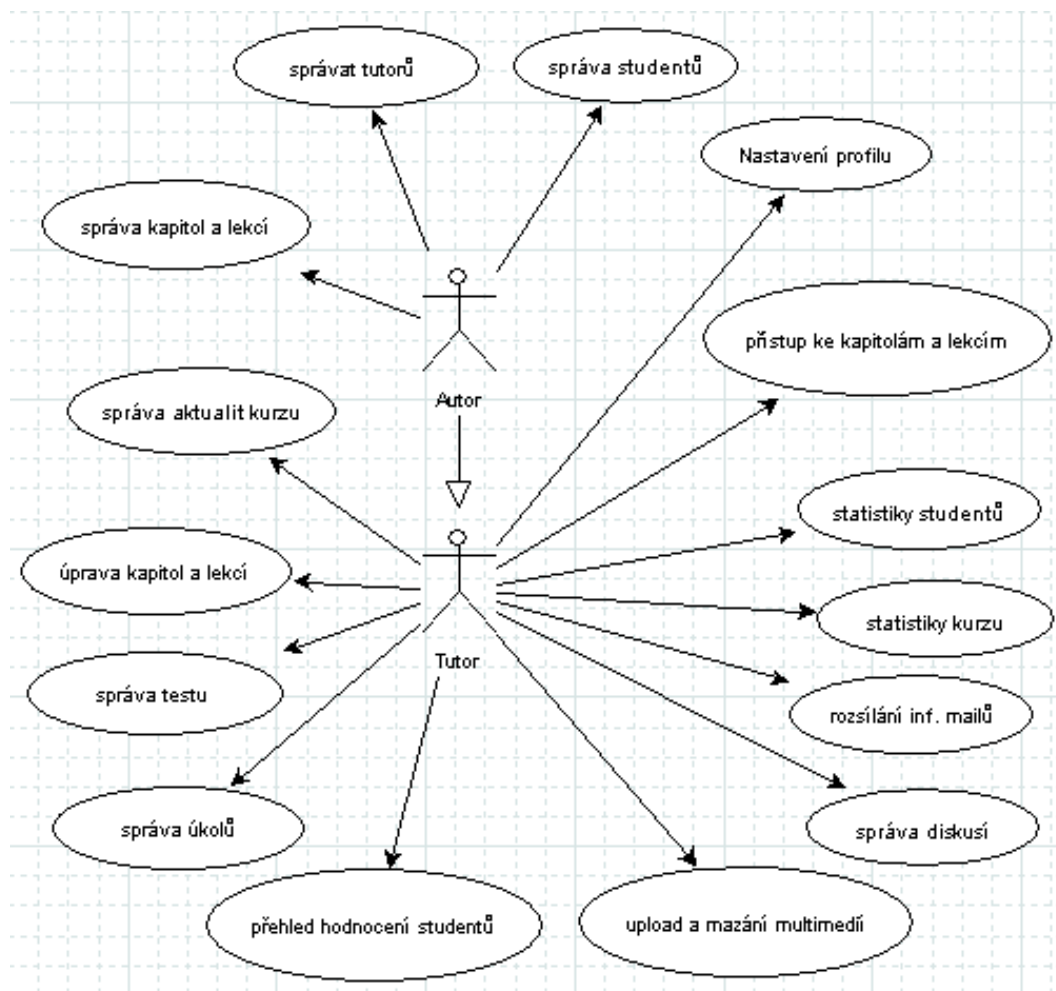 správat tutorů
správa studentů
Nastavení profilu
správa kapitol a lekcí
přístup ke kapitolám a lekcím
Autor
správa aktualit kurzu
statistiky studentů
úprava kapitol a lekcí
statistiky kurzu
Tutor
správa testu
rozsílání inf. mailů
správa úkolů
správa diskusí
přehled hodnocení studentů
upload a mazání multimedií